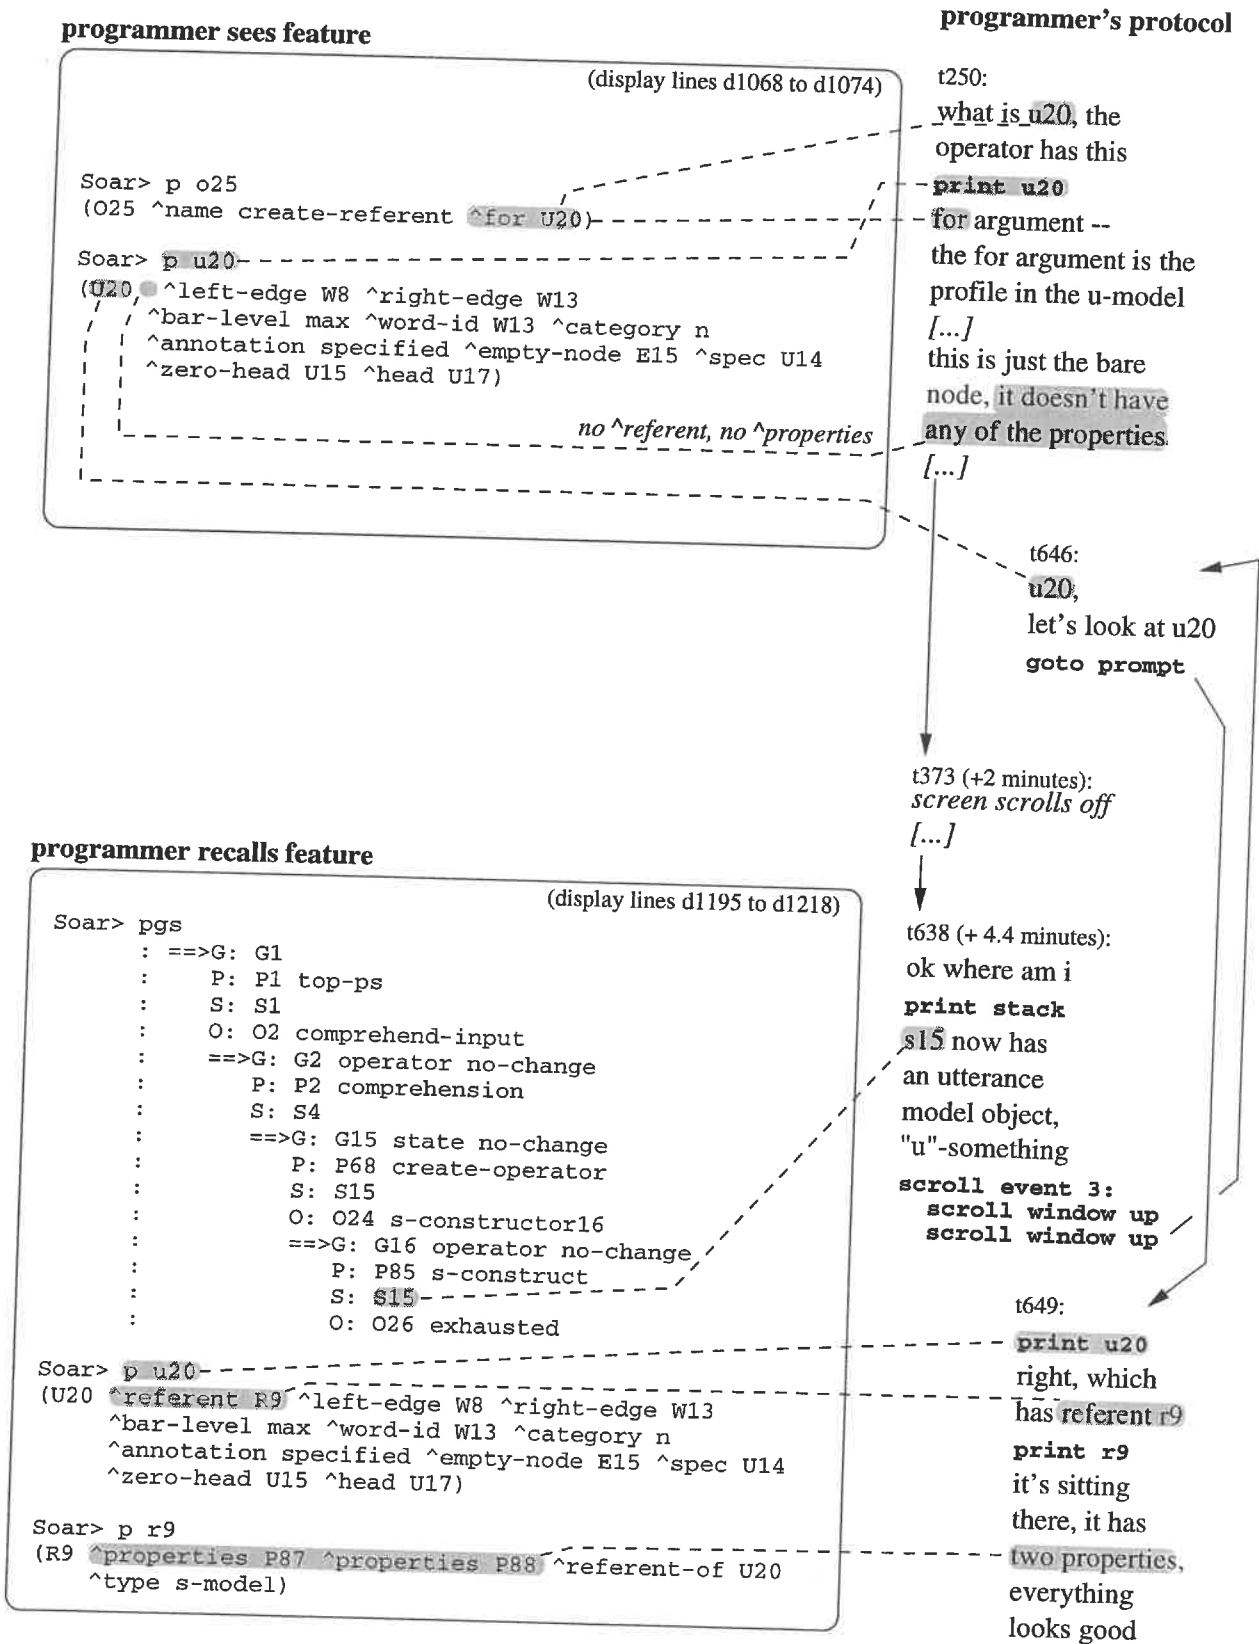 programmer sees feature
(display lines d1068 to d1074)
Soar> p o25
(O25 ^name create-referent ^for U20)
Soar> p u20
(U20 ^left-edge W8 ^right-edge W13
^bar-level max ^word-id W13 ^category n
^annotation specified ^empty-node E15 ^spec U14
^zero-head U15 ^head U17)
no ^referent, no ^properties
programmer's protocol
t250:
what is u20, the
operator has this
print u20
for argument --
the for argument is the
profile in the u-model
[...]
this is just the bare
node, it doesn't have
any of the properties.
[...]
t646:
u20,
let's look at u20
goto prompt
t373 (+2 minutes):
screen scrolls off
[...]
programmer recalls feature
(display lines d1195 to d1218)
Soar> pgs
: ==>G: G1
: P: P1 top-ps
: S: S1
: O: O2 comprehend-input
: ==>G: G2 operator no-change
: P: P2 comprehension
: S: S4
: ==>G: G15 state no-change
: P: P68 create-operator
: S: S15
: O: O24 s-constructor16
: ==>G: G16 operator no-change
: P: P85 s-construct
: S: S15
: O: O26 exhausted
Soar> p u20
(U20 ^referent R9 ^left-edge W8 ^right-edge W13
^bar-level max ^word-id W13 ^category n
^annotation specified ^empty-node E15 ^spec U14
^zero-head U15 ^head U17)
Soar> p r9
(R9 ^properties P87 ^properties P88 ^referent-of U20
^type s-model)
t638 (+ 4.4 minutes):
ok where am i
print stack
s15 now has
an utterance
model object,
"u"-something
scroll event 3:
scroll window up
scroll window up
t649:
print u20
right, which
has referent r9
print r9
it's sitting
there, it has
two properties,
everything
looks good